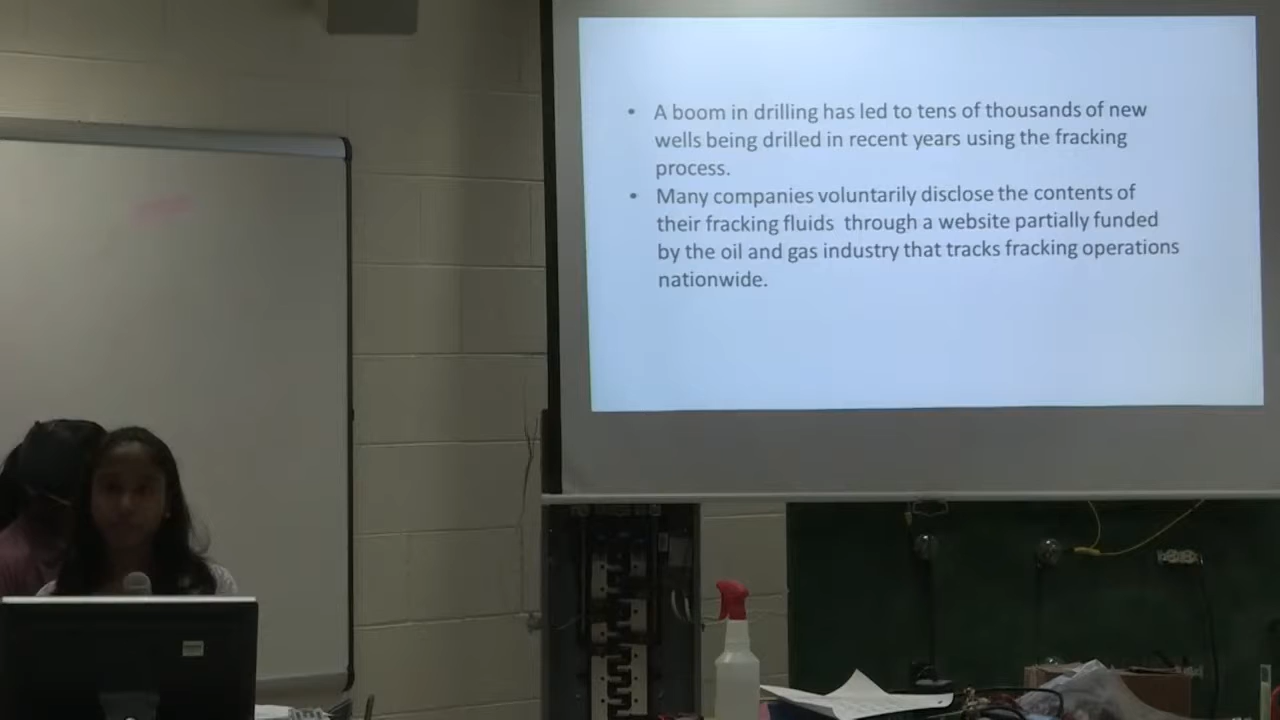 • A boom in drilling has led to tens of thousands of new
wells being drilled in recent years using the fracking
process.
• Many companies voluntarily disclose the contents of
their fracking fluids through a website partially funded
by the oil and gas industry that tracks fracking operations
nationwide.